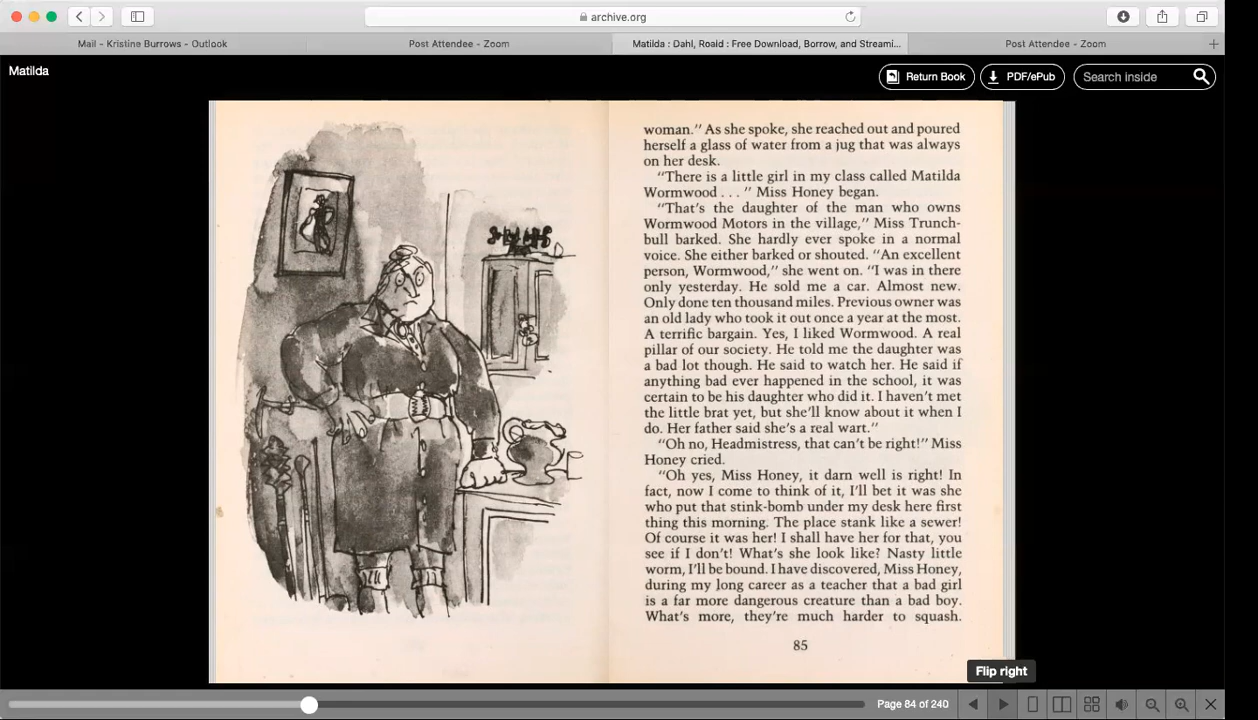 archive.org
Mail – Kristine Burrows – Outlook
Post Attendee – Zoom
Matilda : Dahl, Roald : Free Download, Borrow, and Streami...
Post Attendee – Zoom
Matilda
Return Book
PDF/ePub
Search inside
woman." As she spoke, she reached out and poured
herself a glass of water from a jug that was always
on her desk.
"There is a little girl in my class called Matilda
Wormwood . . . " Miss Honey began.
"That's the daughter of the man who owns
Wormwood Motors in the village," Miss Trunch-
bull barked. She hardly ever spoke in a normal
voice. She either barked or shouted. "An excellent
person, Wormwood," she went on. "I was in there
only yesterday. He sold me a car. Almost new.
Only done ten thousand miles. Previous owner was
an old lady who took it out once a year at the most.
A terrific bargain. Yes, I liked Wormwood. A real
pillar of our society. He told me the daughter was
a bad lot though. He said to watch her. He said if
anything bad ever happened in the school, it was
certain to be his daughter who did it. I haven't met
the little brat yet, but she'll know about it when I
do. Her father said she's a real wart."
"Oh no, Headmistress, that can't be right!" Miss
Honey cried.
"Oh yes, Miss Honey, it darn well is right! In
fact, now I come to think of it, I'll bet it was she
who put that stink-bomb under my desk here first
thing this morning. The place stank like a sewer!
Of course it was her! I shall have her for that, you
see if I don't! What's she look like? Nasty little
worm, I'll be bound. I have discovered, Miss Honey,
during my long career as a teacher that a bad girl
is a far more dangerous creature than a bad boy.
What's more, they're much harder to squash.
85
Flip right
Page 84 of 240